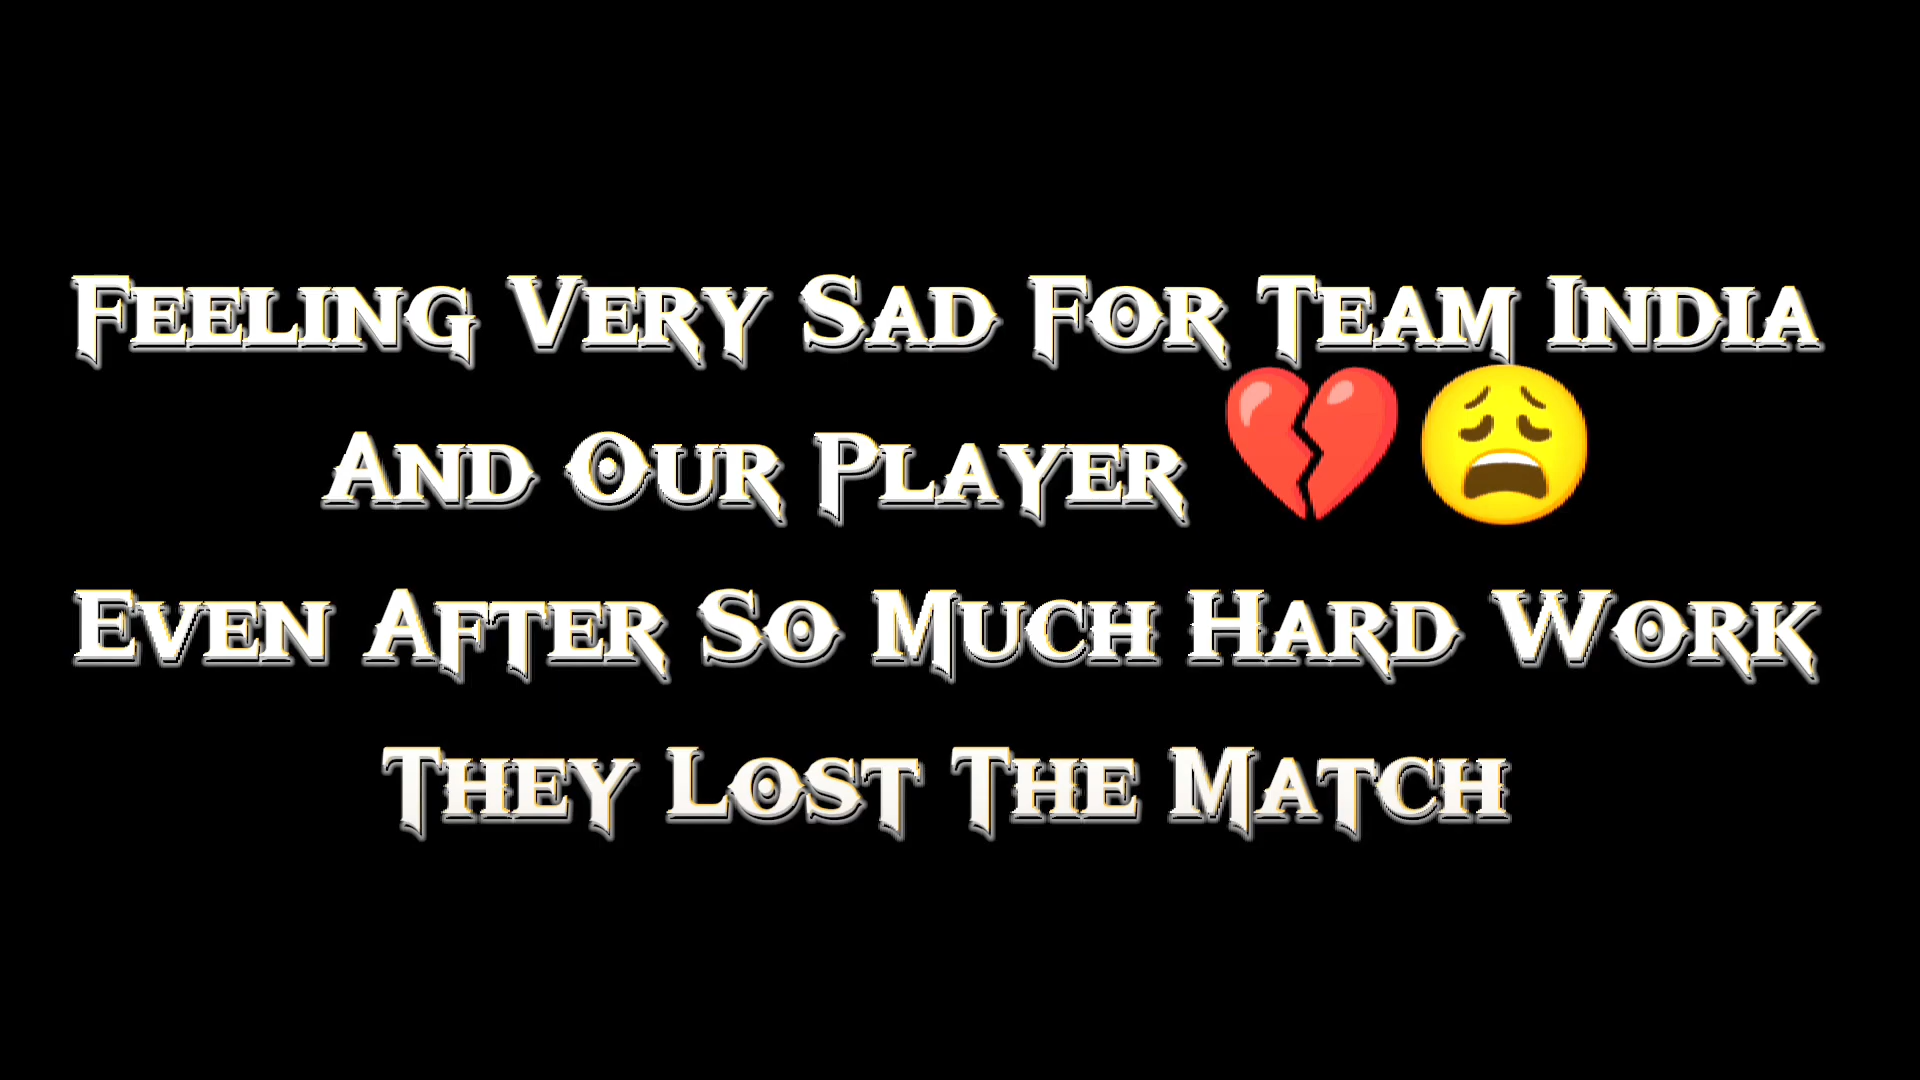 Feeling Very Sad For Team India
And Our Player 💔😩
Even After So Much Hard Work
They Lost The Match